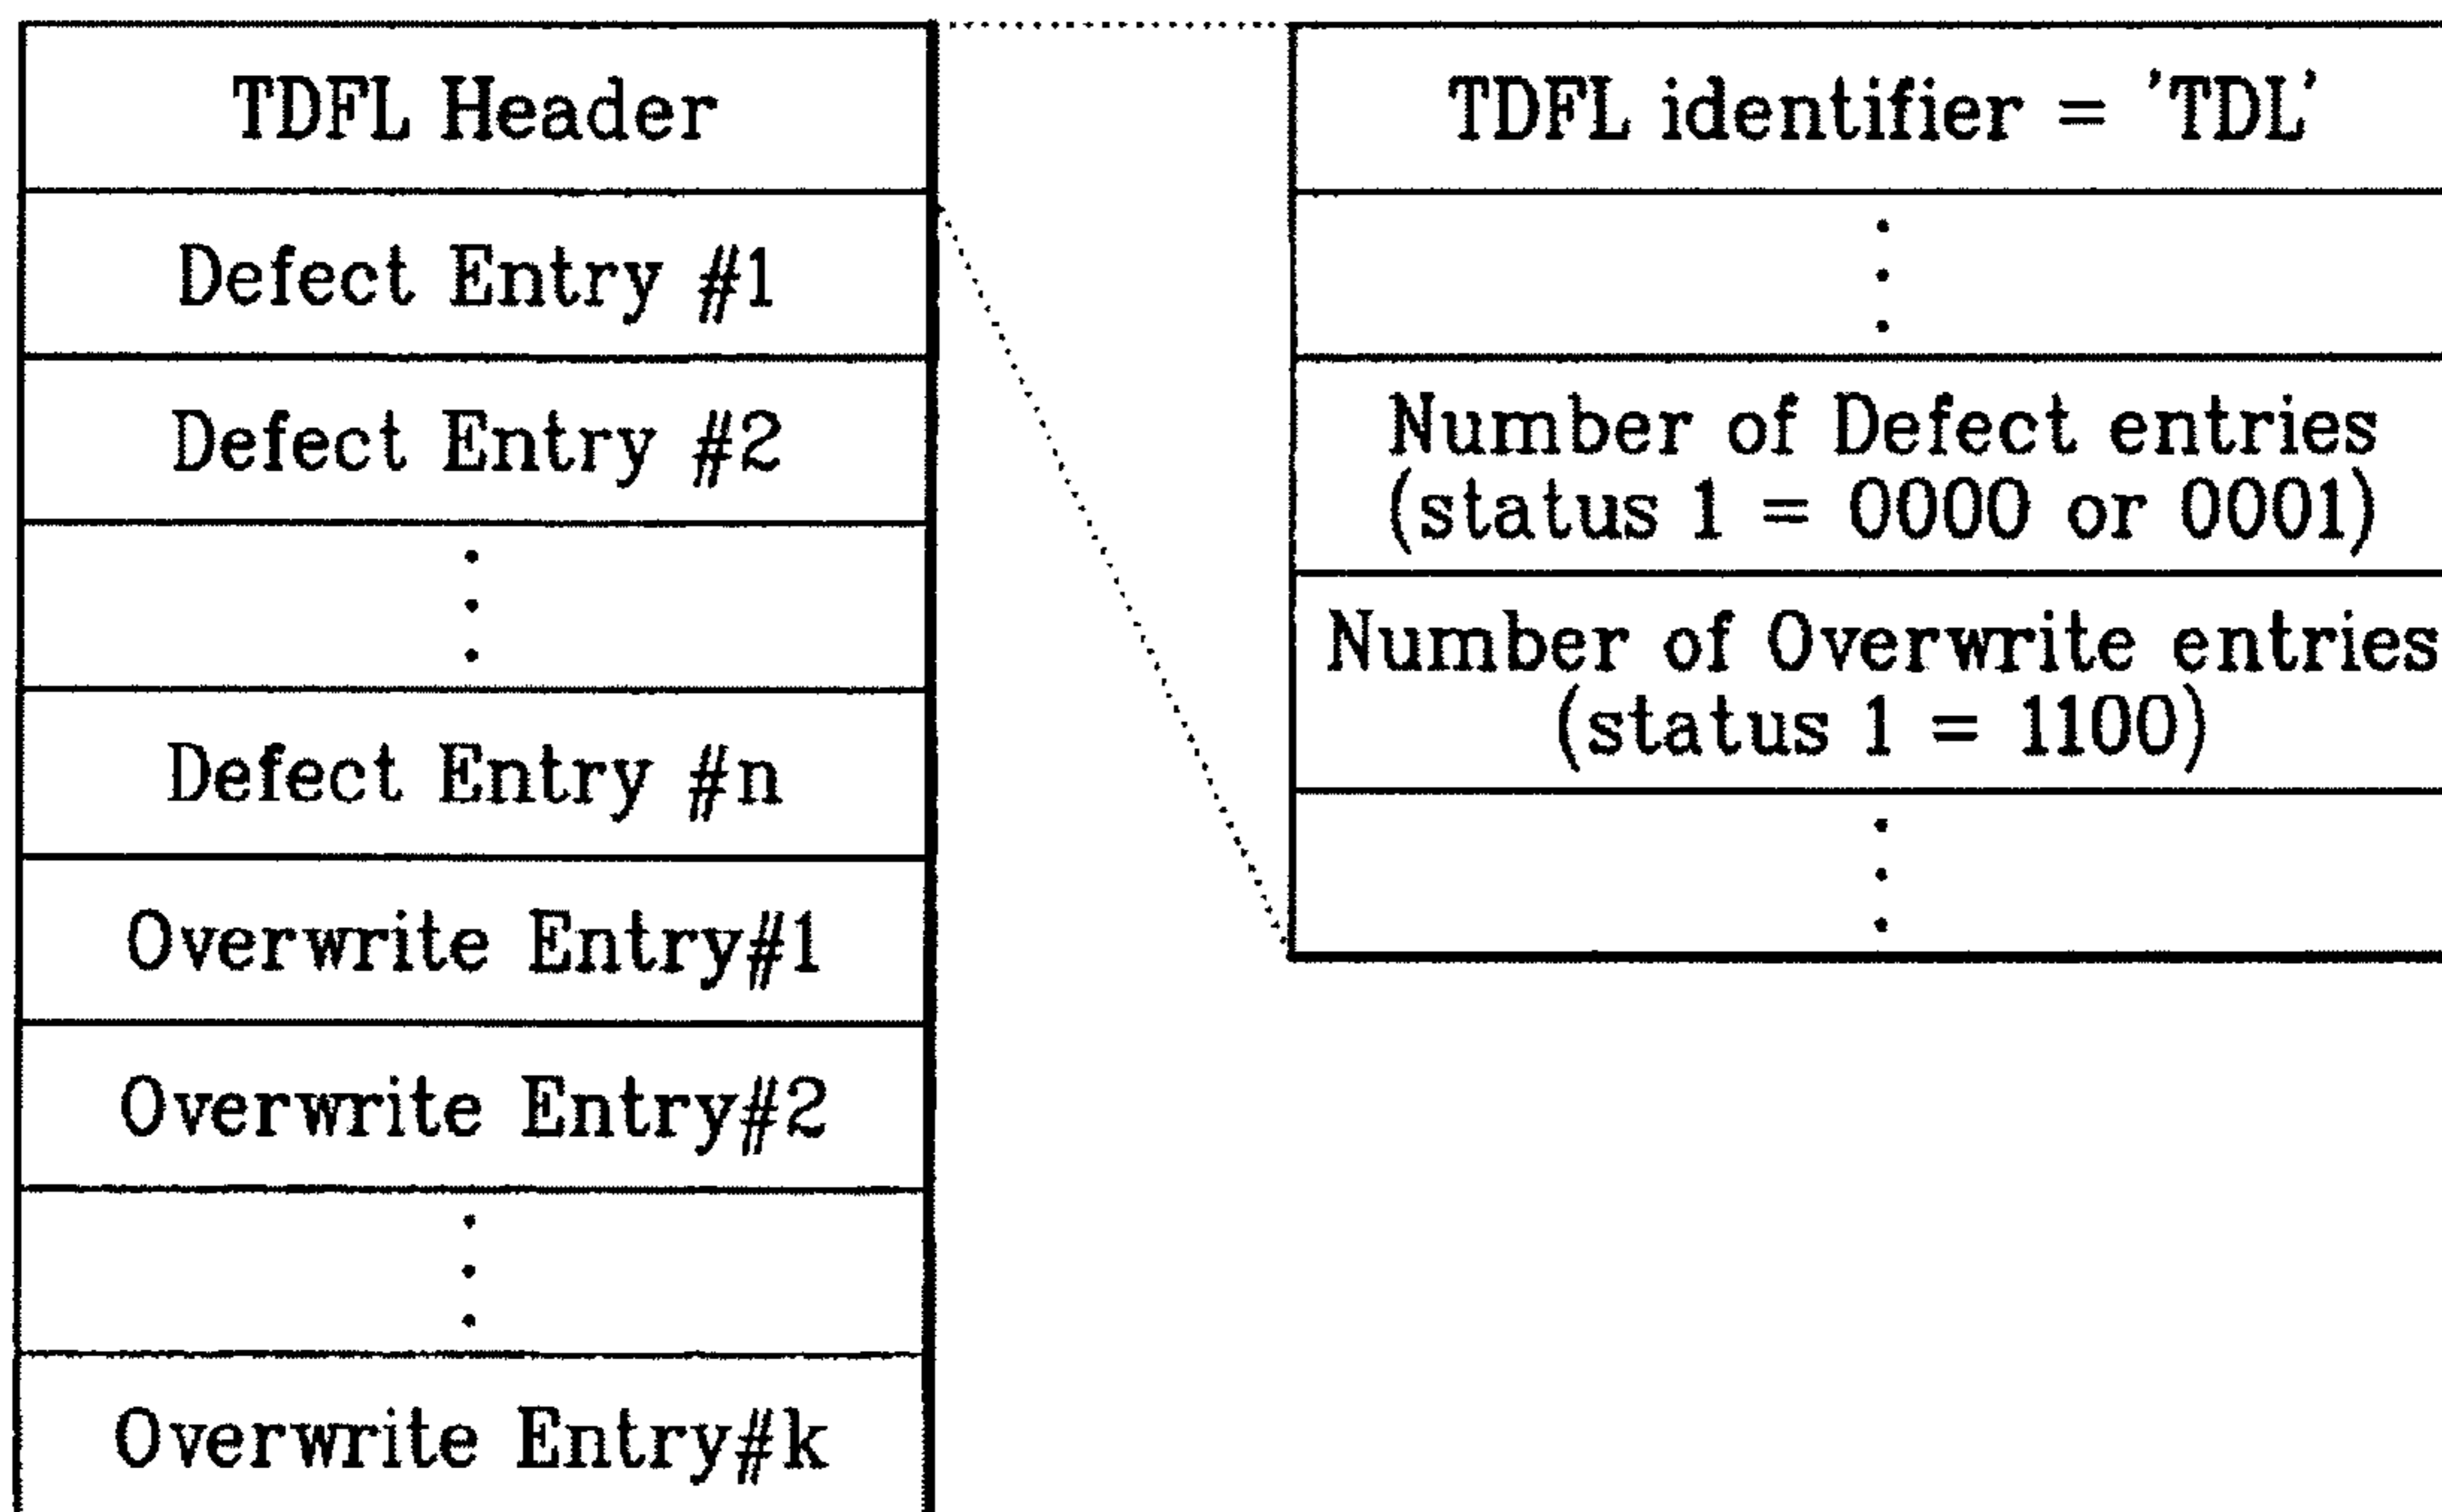 TDFL Header
Defect Entry #1
Defect Entry #2
Defect Entry #n
Overwrite Entry#1
Overwrite Entry#2
Overwrite Entry#k
TDFL identifier = 'TDL'
Number of Defect entries
(status 1 = 0000 or 0001)
Number of Overwrite entries
(status 1 = 1100)